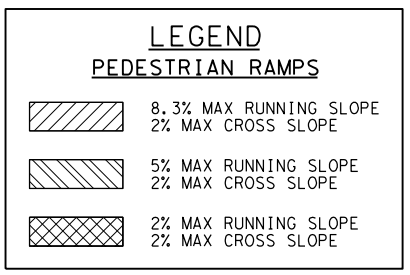 LEGEND
PEDESTRIAN RAMPS
8.3% MAX RUNNING SLOPE
2% MAX CROSS SLOPE
5% MAX RUNNING SLOPE
2% MAX CROSS SLOPE
2% MAX RUNNING SLOPE
2% MAX CROSS SLOPE